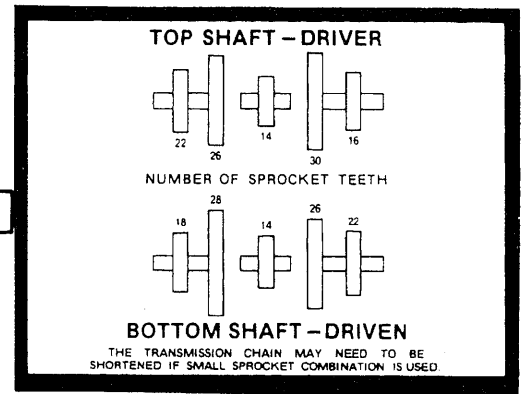 TOP SHAFT – DRIVER
22 26 14 30 16
NUMBER OF SPROCKET TEETH
18 28 14 26 22
BOTTOM SHAFT – DRIVEN
THE TRANSMISSION CHAIN MAY NEED TO BE
SHORTENED IF SMALL SPROCKET COMBINATION IS USED.